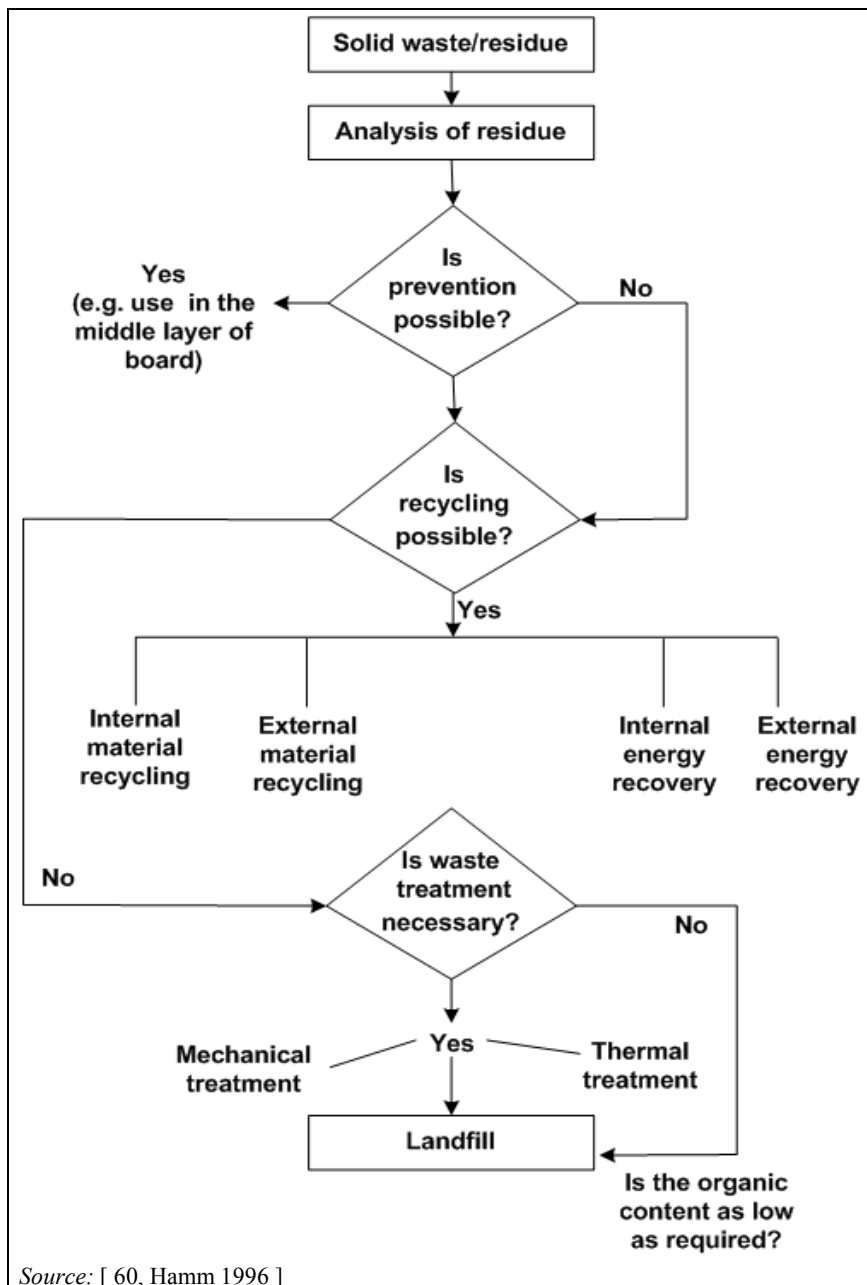 Solid waste/residue
Analysis of residue
Is
prevention
possible?
Yes
(e.g. use in the
middle layer of
board)
No
Is
recycling
possible?
Yes
Internal
material
recycling
External
material
recycling
Internal
energy
recovery
External
energy
recovery
No
Is waste
treatment
necessary?
No
Mechanical
treatment
Yes
Thermal
treatment
Landfill
Is the organic
content as low
as required?
Source: [ 60, Hamm 1996 ]